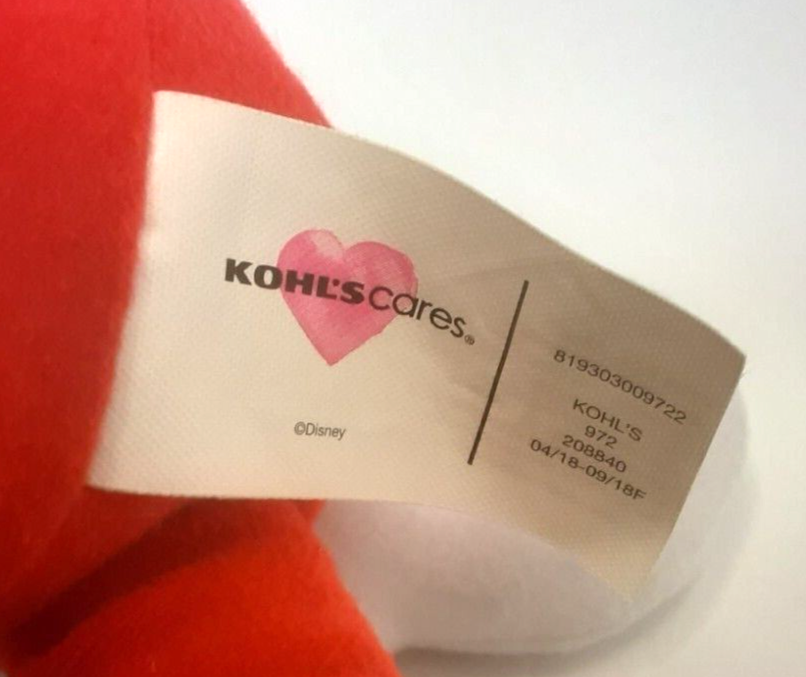 KOHL'S cares®
©Disney
819303009722
KOHL'S
972
208840
04/18-09/18F